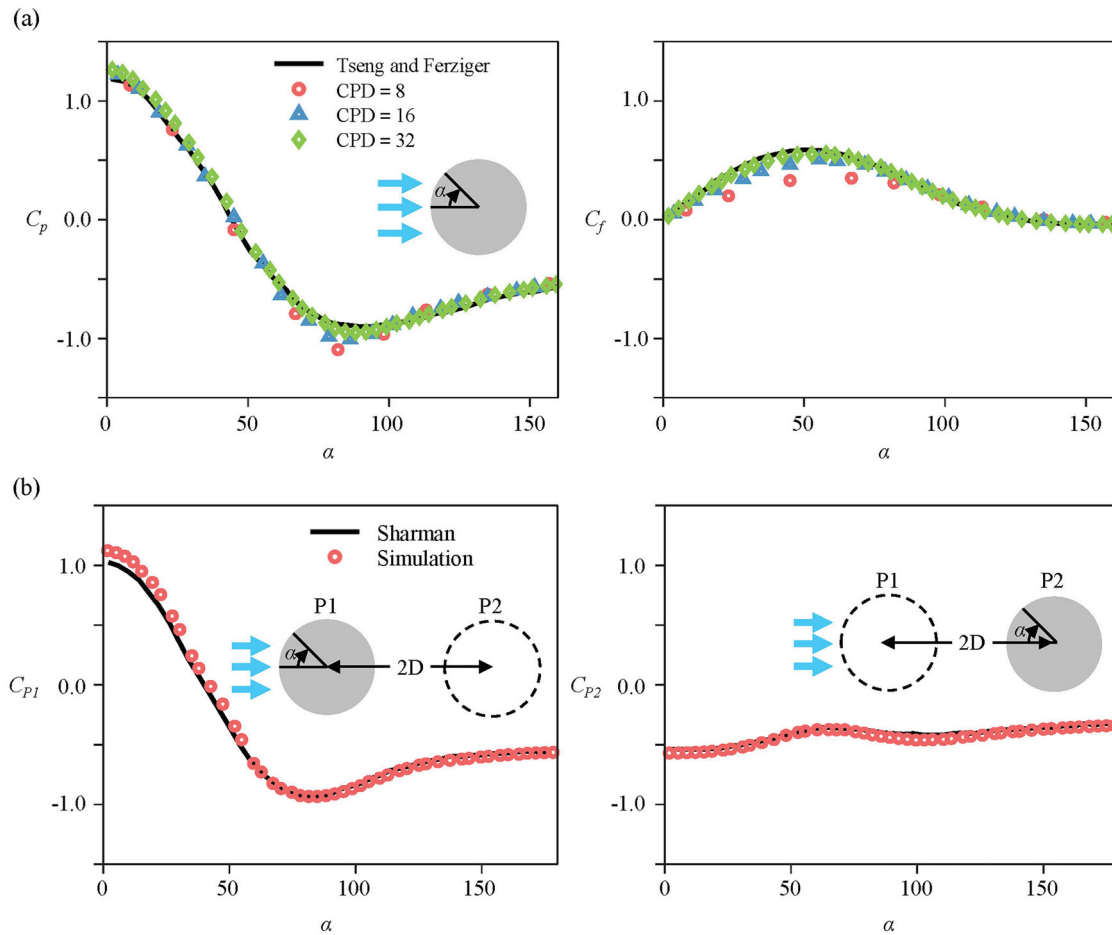 (a)
Tseng and Ferziger
CPD = 8
CPD = 16
CPD = 32
1.0
0.0
-1.0
C_p
α
0 50 100 150
α
1.0
0.0
-1.0
C_f
0 50 100 150
α
(b)
Sharman
Simulation
P1 P2
α 2D
1.0
0.0
-1.0
C_P1
0 50 100 150
α
P1 P2
2D α
1.0
0.0
-1.0
C_P2
0 50 100 150
α